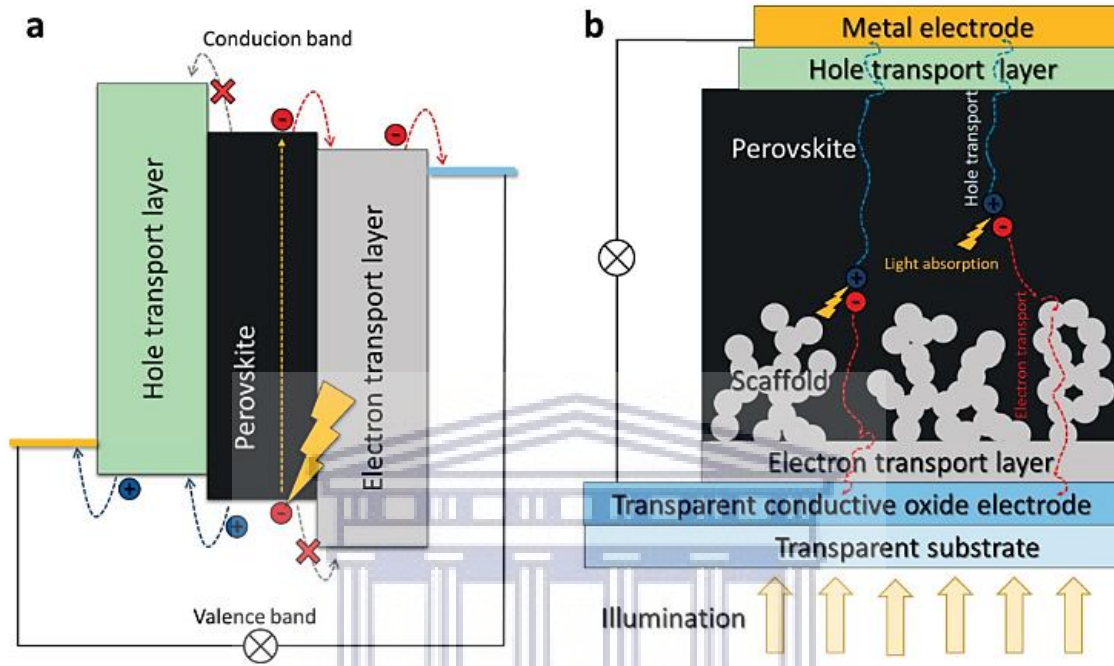 a
Conducion band
Hole transport layer
Perovskite
Electron transport layer
Valence band
b
Metal electrode
Hole transport layer
Perovskite
Hole transport
Light absorption
Electron transport
Scaffold
Electron transport layer
Transparent conductive oxide electrode
Transparent substrate
Illumination